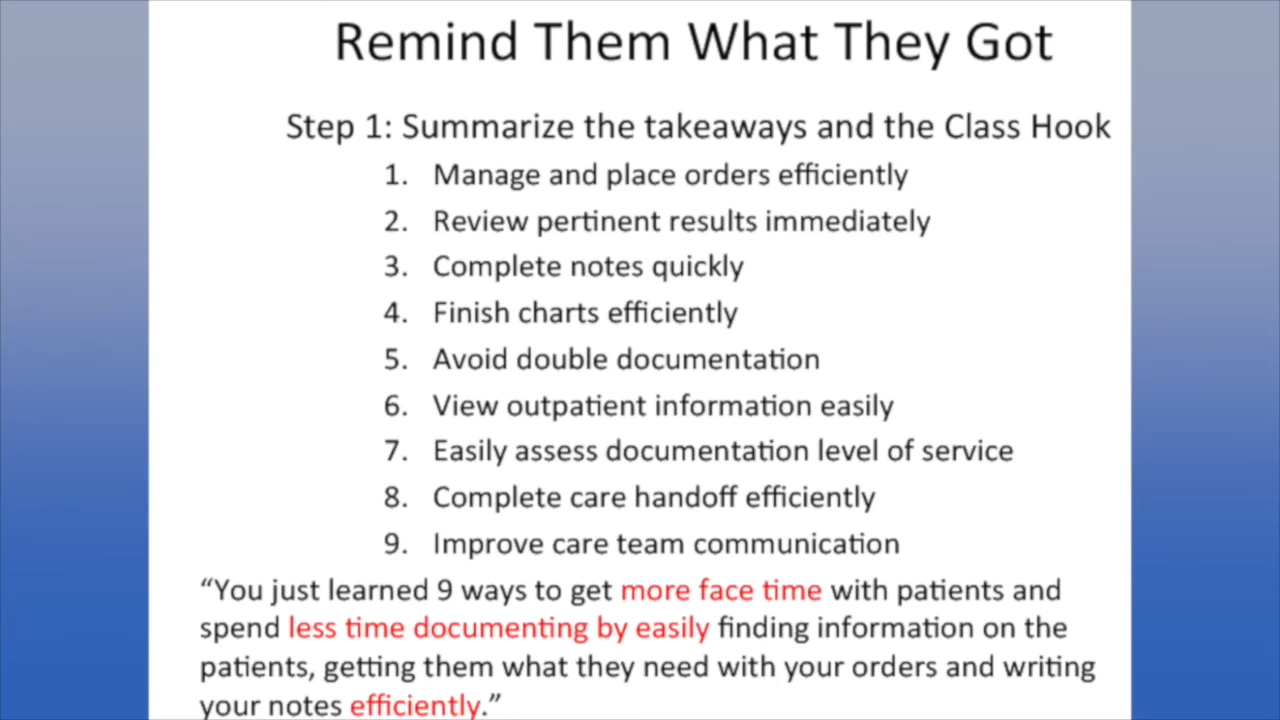 Remind Them What They Got
Step 1: Summarize the takeaways and the Class Hook
1. Manage and place orders efficiently
2. Review pertinent results immediately
3. Complete notes quickly
4. Finish charts efficiently
5. Avoid double documentation
6. View outpatient information easily
7. Easily assess documentation level of service
8. Complete care handoff efficiently
9. Improve care team communication
“You just learned 9 ways to get more face time with patients and
spend less time documenting by easily finding information on the
patients, getting them what they need with your orders and writing
your notes efficiently.”